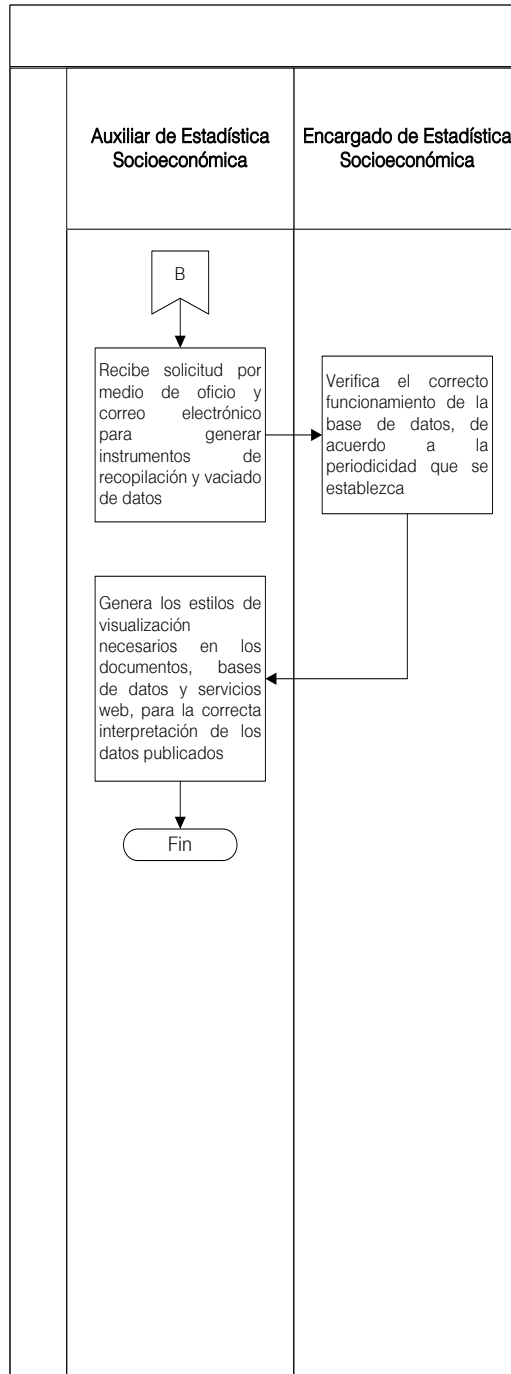 Auxiliar de Estadística
Socioeconómica
Encargado de Estadística
Socioeconómica
B
Recibe solicitud por
medio de oficio y
correo electrónico
para generar
instrumentos de
recopilación y vaciado
de datos
Verifica el correcto
funcionamiento de la
base de datos, de
acuerdo a la
periodicidad que se
establezca
Genera los estilos de
visualización
necesarios en los
documentos, bases
de datos y servicios
web, para la correcta
interpretación de los
datos publicados
Fin